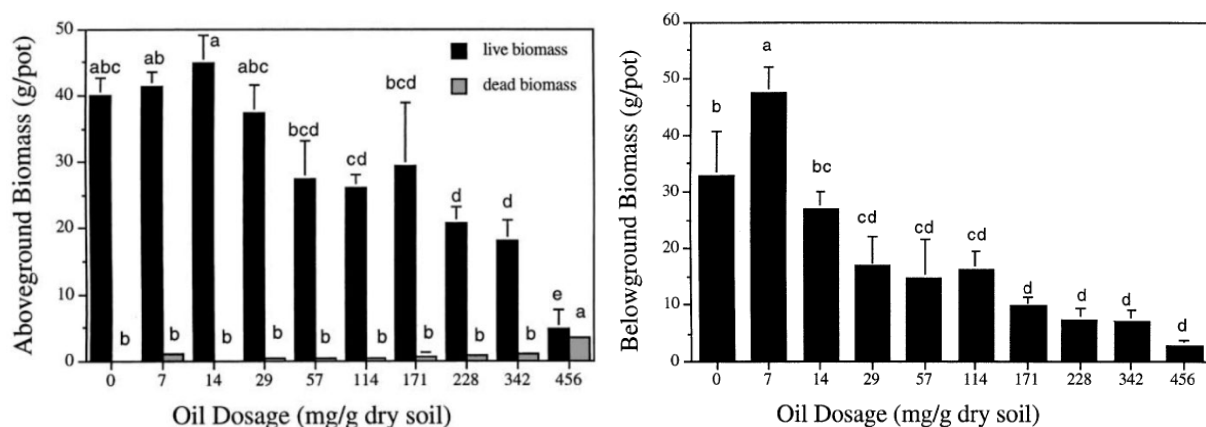 Aboveground Biomass (g/pot)
50
40
30
20
10
0
live biomass
dead biomass
abc
ab
a
abc
bcd
cd
bcd
d
d
e
b
b
b
b
b
b
b
b
b
a
0 7 14 29 57 114 171 228 342 456
Oil Dosage (mg/g dry soil)
Belowground Biomass (g/pot)
60
50
40
30
20
10
0
b
a
bc
cd
cd
cd
d
d
d
d
0 7 14 29 57 114 171 228 342 456
Oil Dosage (mg/g dry soil)